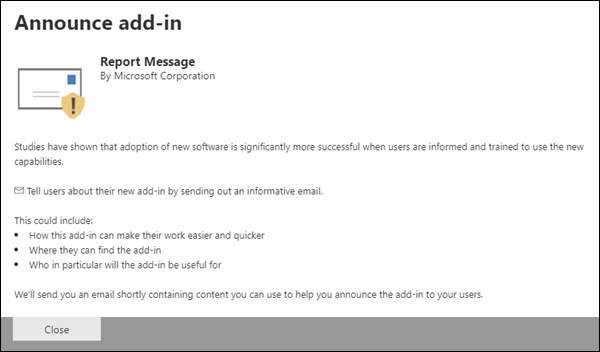 Announce add-in
Report Message
By Microsoft Corporation
Studies have shown that adoption of new software is significantly more successful when users are informed and trained to use the new
capabilities.
Tell users about their new add-in by sending out an informative email.
This could include:
• How this add-in can make their work easier and quicker
• Where they can find the add-in
• Who in particular will the add-in be useful for
We'll send you an email shortly containing content you can use to help you announce the add-in to your users.
Close